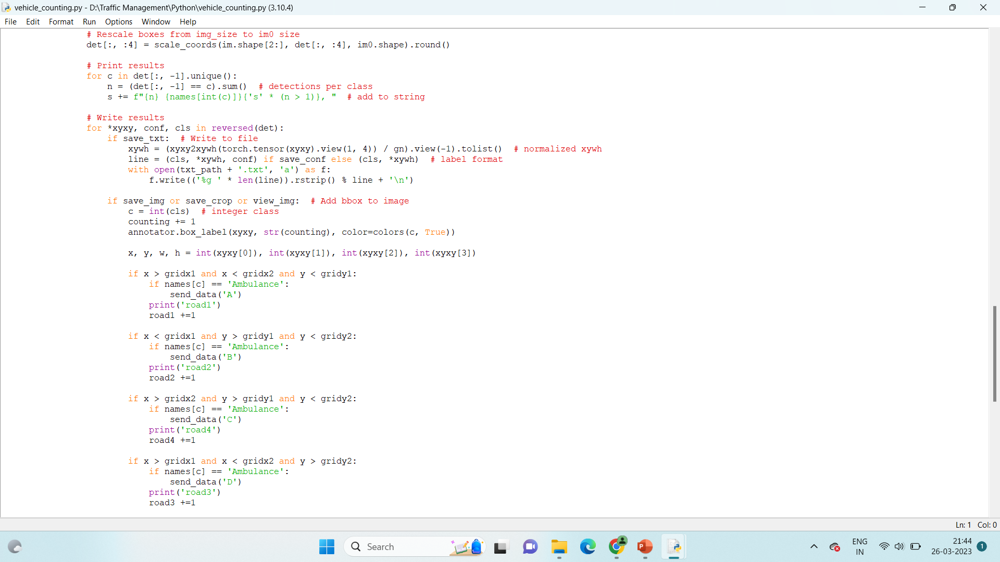 vehicle_counting.py - D:\Traffic Management\Python\vehicle_counting.py (3.10.4)
File Edit Format Run Options Window Help
# Rescale boxes from img_size to im0 size
det[:, :4] = scale_coords(im.shape[2:], det[:, :4], im0.shape).round()
# Print results
for c in det[:, -1].unique():
n = (det[:, -1] == c).sum()  # detections per class
s += f"{n} {names[int(c)]}{'s' * (n > 1)}, "  # add to string
# Write results
for *xyxy, conf, cls in reversed(det):
if save_txt:  # Write to file
xywh = (xyxy2xywh(torch.tensor(xyxy).view(1, 4)) / gn).view(-1).tolist()  # normalized xywh
line = (cls, *xywh, conf) if save_conf else (cls, *xywh)  # label format
with open(txt_path + '.txt', 'a') as f:
f.write(('%g ' * len(line)).rstrip() % line + '\n')
if save_img or save_crop or view_img:  # Add bbox to image
c = int(cls)  # integer class
counting += 1
annotator.box_label(xyxy, str(counting), color=colors(c, True))
x, y, w, h = int(xyxy[0]), int(xyxy[1]), int(xyxy[2]), int(xyxy[3])
if x > gridx1 and x < gridx2 and y < gridy1:
if names[c] == 'Ambulance':
send_data('A')
print('road1')
road1 +=1
if x < gridx1 and y > gridy1 and y < gridy2:
if names[c] == 'Ambulance':
send_data('B')
print('road2')
road2 +=1
if x > gridx2 and y > gridy1 and y < gridy2:
if names[c] == 'Ambulance':
send_data('C')
print('road4')
road4 +=1
if x > gridx1 and x < gridx2 and y > gridy2:
if names[c] == 'Ambulance':
send_data('D')
print('road3')
road3 +=1
Ln: 1 Col: 0
Search
ENG
IN
21:44
26-03-2023
1